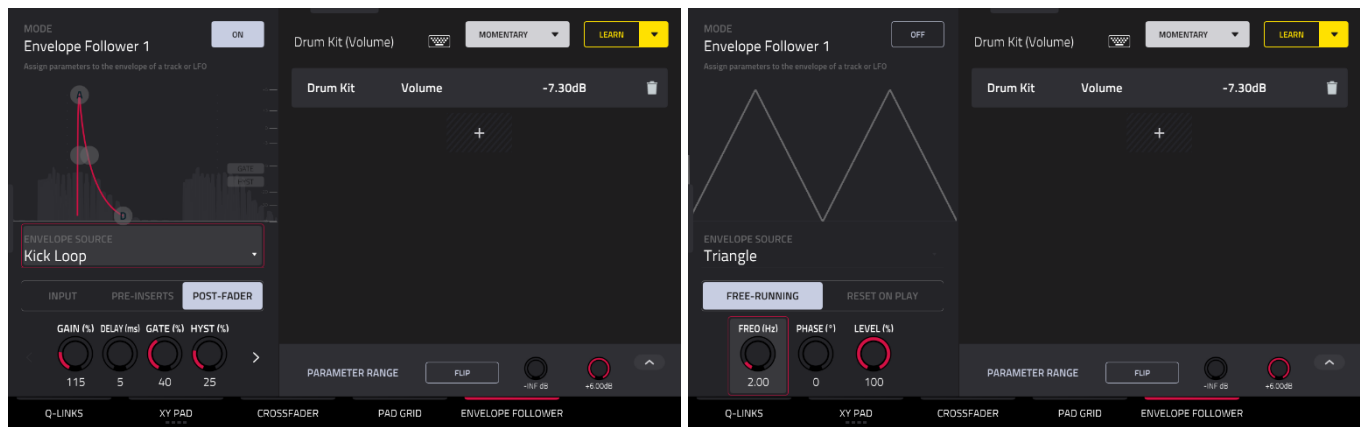 MODE
Envelope Follower 1
ON
Assign parameters to the envelope of a track or LFO
A
GATE
HYST
D
ENVELOPE SOURCE
Kick Loop
INPUT PRE-INSERTS POST-FADER
GAIN (%) DELAY (ms) GATE (%) HYST (%)
115 5 40 25
Drum Kit (Volume)
MOMENTARY
LEARN
Drum Kit Volume -7.30dB
+
PARAMETER RANGE FLIP -INF dB +6.00dB
Q-LINKS XY PAD CROSSFADER PAD GRID ENVELOPE FOLLOWER
MODE
Envelope Follower 1
OFF
Assign parameters to the envelope of a track or LFO
ENVELOPE SOURCE
Triangle
FREE-RUNNING RESET ON PLAY
FREQ (Hz) PHASE (°) LEVEL (%)
2.00 0 100
Drum Kit (Volume)
MOMENTARY
LEARN
Drum Kit Volume -7.30dB
+
PARAMETER RANGE FLIP -INF dB +6.00dB
Q-LINKS XY PAD CROSSFADER PAD GRID ENVELOPE FOLLOWER